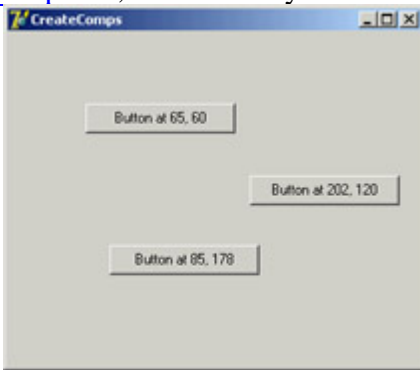 CreateComps
Button at 65, 60
Button at 202, 120
Button at 85, 178